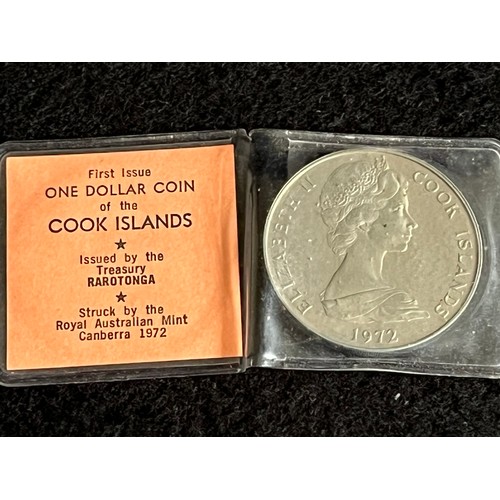 First Issue
ONE DOLLAR COIN
of the
COOK ISLANDS
★
Issued by the
Treasury
RAROTONGA
★
Struck by the
Royal Australian Mint
Canberra 1972
ELIZABETH II
COOK ISLANDS
1972